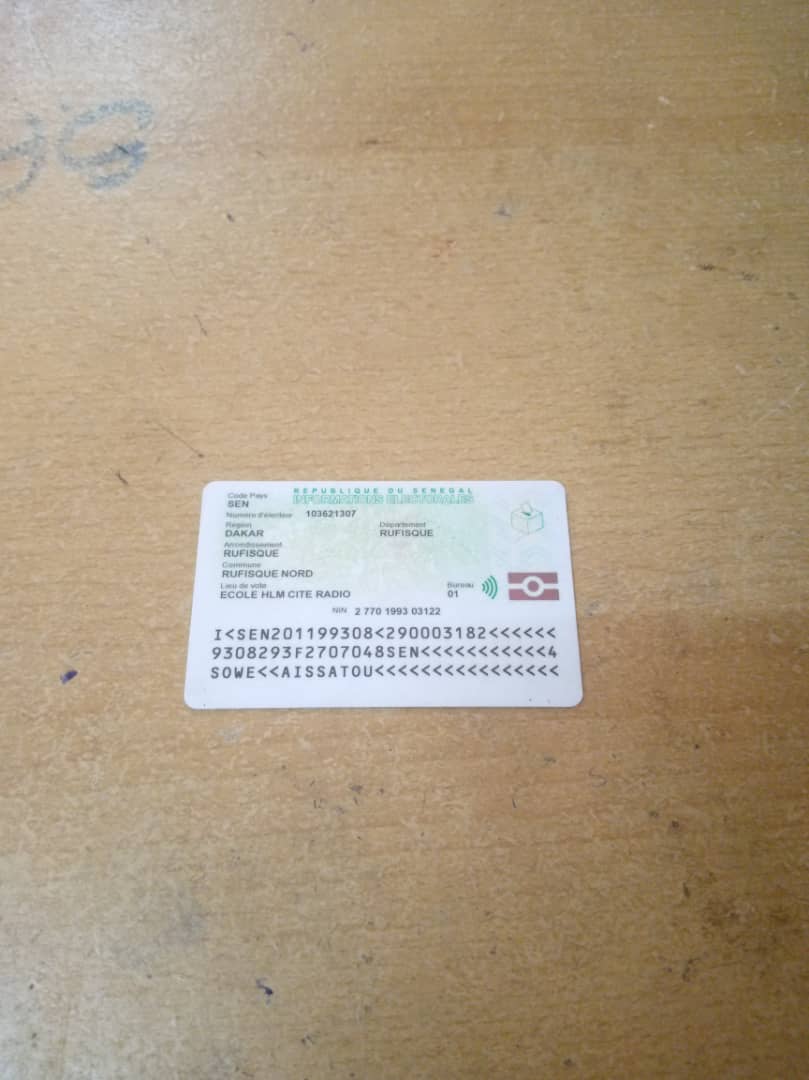 Code Pays
REPUBLIQUE DU SENEGAL
SEN
INFORMATIONS ELECTORALES
Numéro d'électeur 103621307
Région Département
DAKAR RUFISQUE
Arrondissement
RUFISQUE
Commune
RUFISQUE NORD
Lieu de vote Bureau
ECOLE HLM CITE RADIO 01
NIN 2 770 1993 03122
I<SEN201199308<290003182<<<<<<
9308293F2707048SEN<<<<<<<<<<<4
SOWE<<AISSATOU<<<<<<<<<<<<<<<<